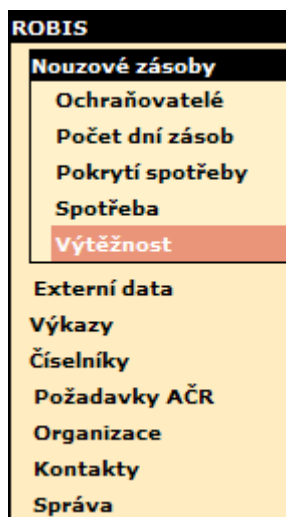 ROBIS
Nouzové zásoby
Ochraňovatelé
Počet dní zásob
Pokrytí spotřeby
Spotřeba
Výtěžnost
Externí data
Výkazy
Číselníky
Požadavky AČR
Organizace
Kontakty
Správa